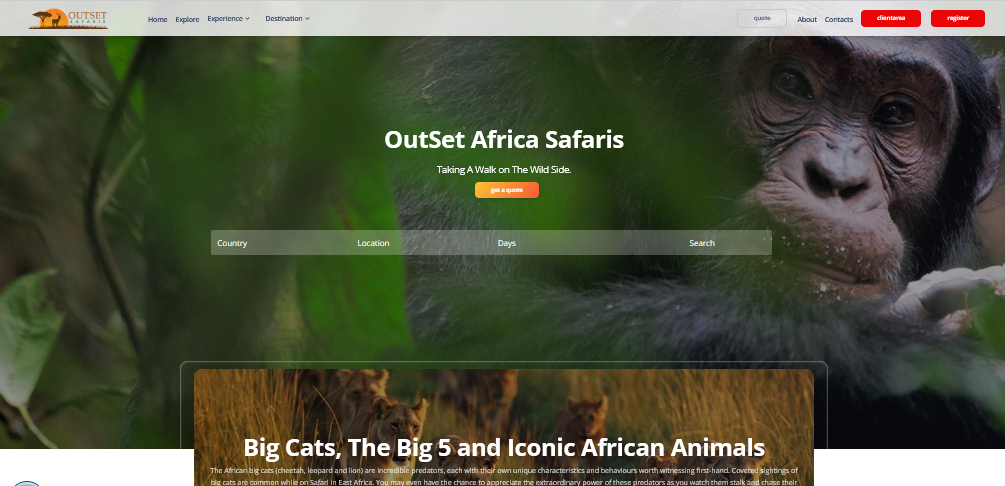 OUTSET
SAFARIS
Home Explore Experience Destination
quote About Contacts clientarea register
OutSet Africa Safaris
Taking A Walk on The Wild Side.
get a quote
Country Location Days Search
Big Cats, The Big 5 and Iconic African Animals
The African big cats (cheetah, leopard and lion) are incredible predators, each with their own unique characteristics and behaviours worth witnessing first-hand. Coveted sightings of
big cats are common while on Safari in East Africa. You may even have the chance to appreciate the extraordinary power of these predators as you watch them stalk and chase their